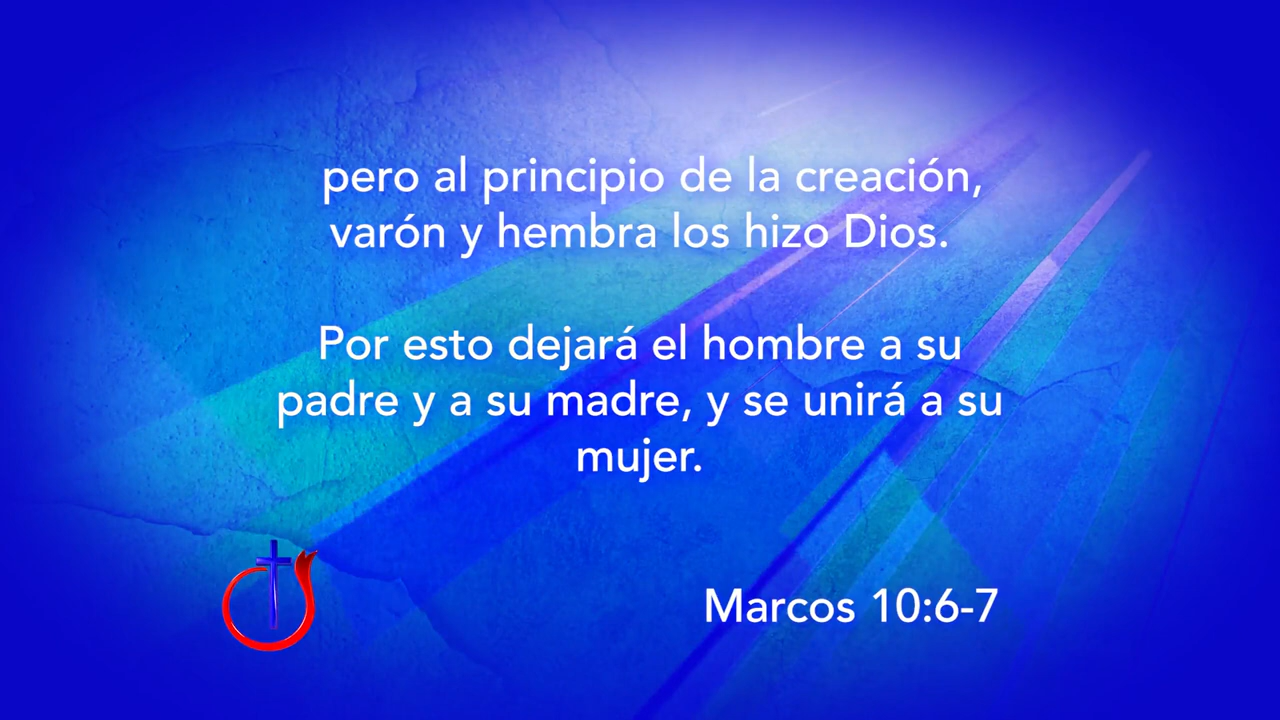 pero al principio de la creación,
varón y hembra los hizo Dios.
Por esto dejará el hombre a su
padre y a su madre, y se unirá a su
mujer.
Marcos 10:6-7